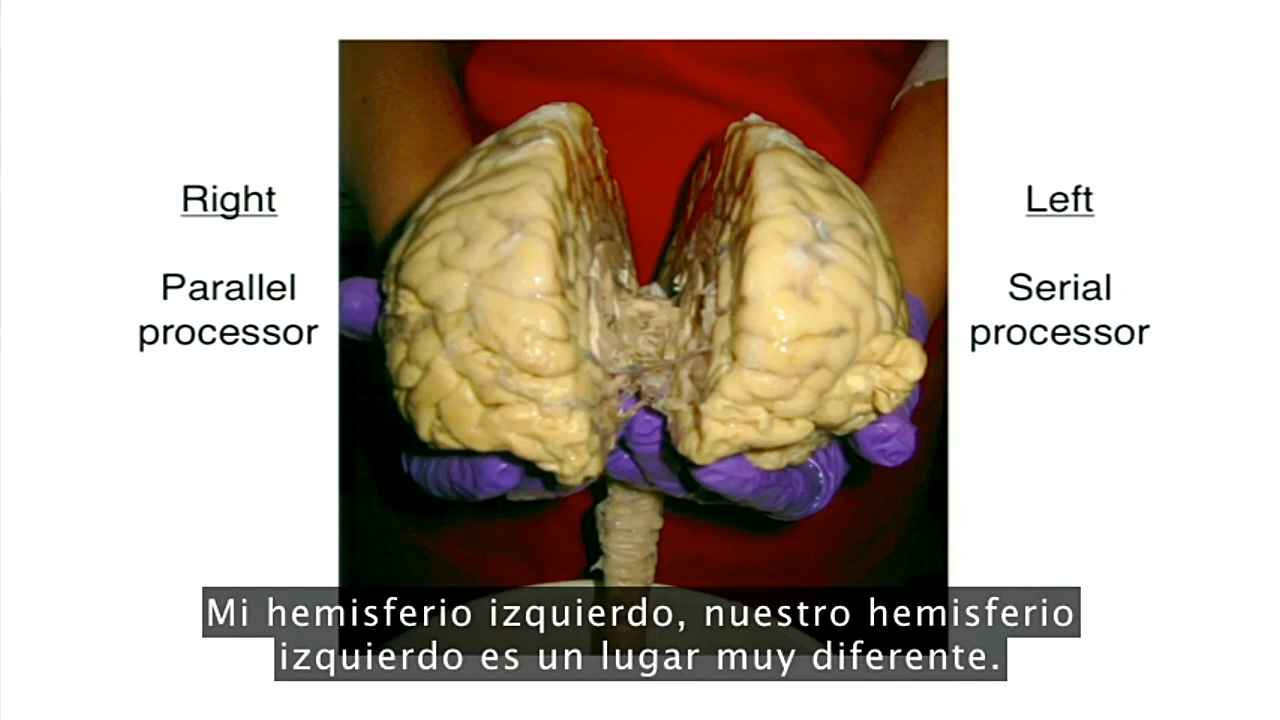 Right
Left
Parallel
processor
Serial
processor
Mi hemisferio izquierdo, nuestro hemisferio
izquierdo es un lugar muy diferente.